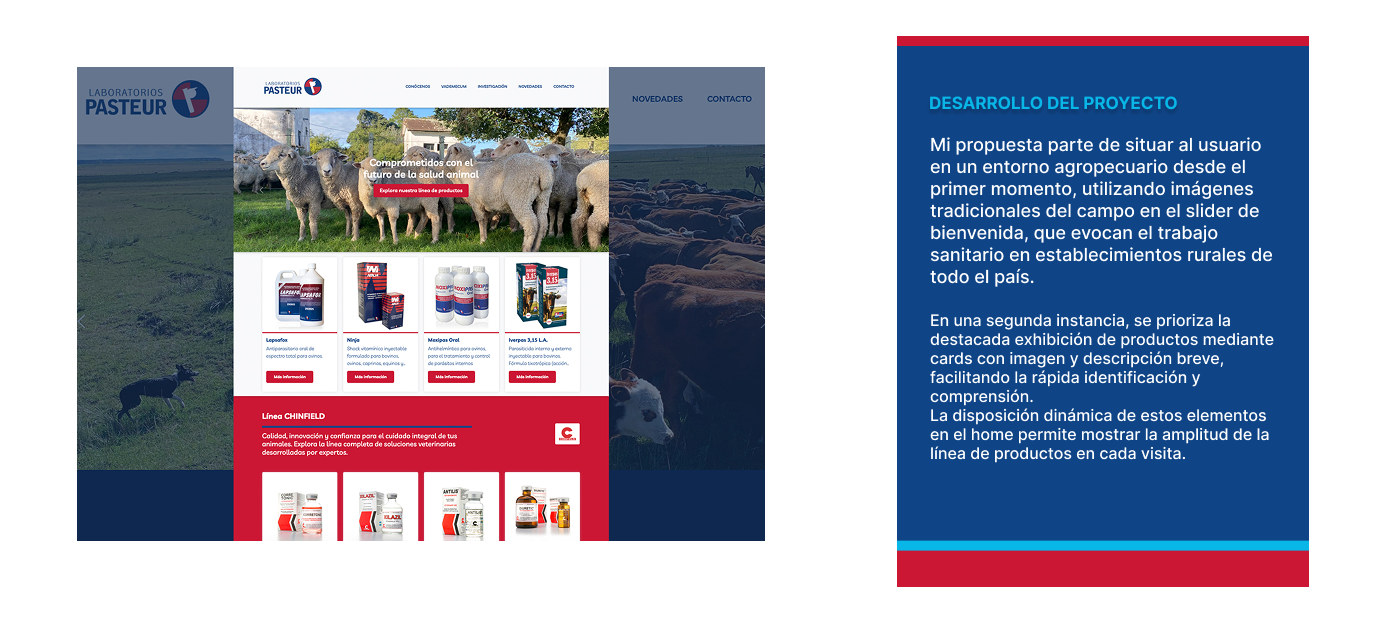 LABORATORIOS
PASTEUR
NOVEDADES CONTACTO
LABORATORIOS
PASTEUR
CONÓCENOS VADEMECUM INVESTIGACIÓN NOVEDADES CONTACTO
Comprometidos con el
futuro de la salud animal
Explora nuestra línea de productos
Lapsafox
Antiparasitario oral de
espectro total para ovinos.
Más información
Ninja
Shock vitamínico inyectable
formulado para bovinos,
ovinos, caprinos, equinos y...
Más información
Moxipas Oral
Antihelmíntico para ovinos,
para el tratamiento y control
de parásitos internos
Más información
Iverpas 3,15 L.A.
Parasiticida interno y externo
inyectable para bovinos.
Fórmula tixotrópica (acción...
Más información
Línea CHINFIELD
Calidad, innovación y confianza para el cuidado integral de tus
animales. Explora la línea completa de soluciones veterinarias
desarrolladas por expertos.
XILAZIL
XILAZIL
ANTILIS
DESARROLLO DEL PROYECTO
Mi propuesta parte de situar al usuario
en un entorno agropecuario desde el
primer momento, utilizando imágenes
tradicionales del campo en el slider de
bienvenida, que evocan el trabajo
sanitario en establecimientos rurales de
todo el país.
En una segunda instancia, se prioriza la
destacada exhibición de productos mediante
cards con imagen y descripción breve,
facilitando la rápida identificación y
comprensión.
La disposición dinámica de estos elementos
en el home permite mostrar la amplitud de la
línea de productos en cada visita.